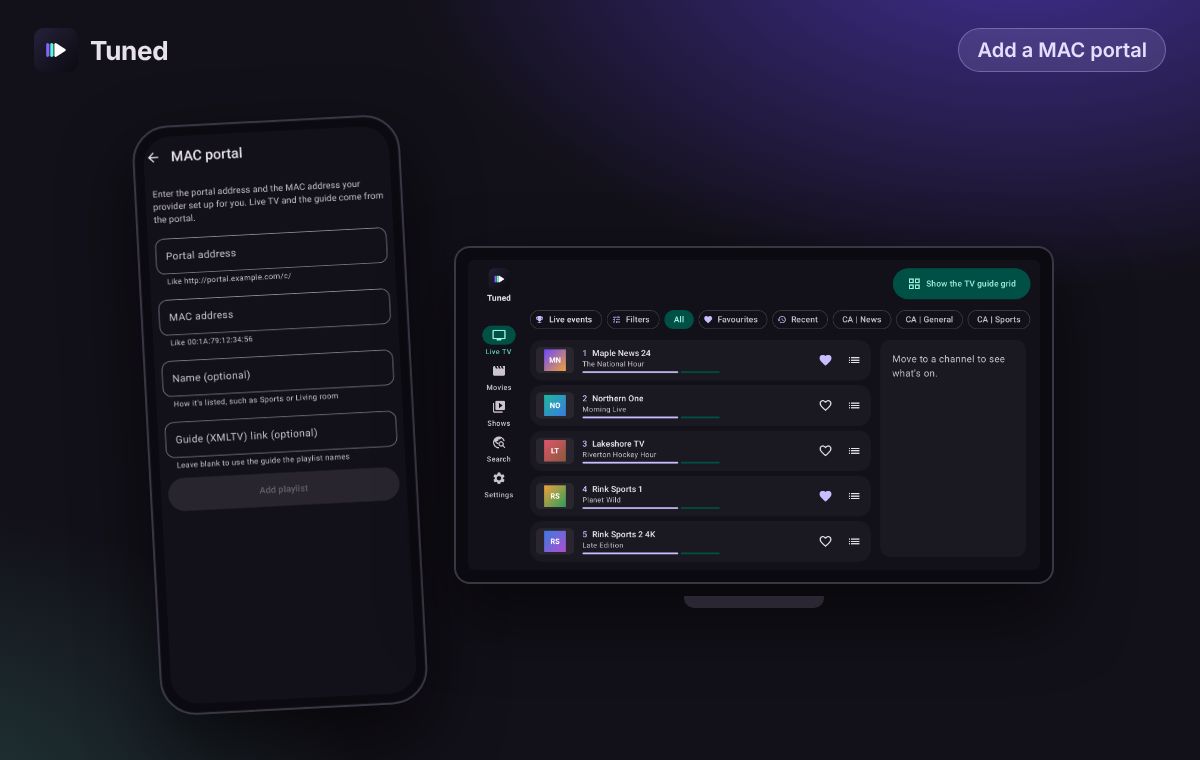 Tuned
Add a MAC portal
MAC portal
Enter the portal address and the MAC address your
provider set up for you. Live TV and the guide come from
the portal.
Portal address
Like http://portal.example.com/c/
MAC address
Like 00:1A:79:12:34:56
Name (optional)
How it's listed, such as Sports or Living room
Guide (XMLTV) link (optional)
Leave blank to use the guide the playlist names
Add playlist
Tuned
Show the TV guide grid
Live events
Filters
All
Favourites
Recent
CA | News
CA | General
CA | Sports
Live TV
Movies
Shows
Search
Settings
MN
1 Maple News 24
The National Hour
NO
2 Northern One
Morning Live
LT
3 Lakeshore TV
Riverton Hockey Hour
RS
4 Rink Sports 1
Planet Wild
RS
5 Rink Sports 2 4K
Late Edition
Move to a channel to see
what's on.